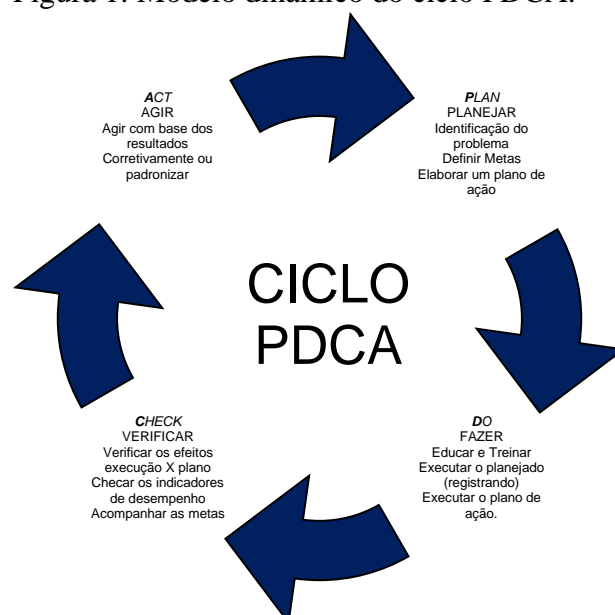 Figura 1: Modelo dinâmico do ciclo PDCA.
ACT
AGIR
Agir com base dos
resultados
Corretivamente ou
padronizar
PLAN
PLANEJAR
Identificação do
problema
Definir Metas
Elaborar um plano de
ação
CICLO
PDCA
CHECK
VERIFICAR
Verificar os efeitos
execução X plano
Checar os indicadores
de desempenho
Acompanhar as metas
DO
FAZER
Educar e Treinar
Executar o planejado
(registrando)
Executar o plano de
ação.